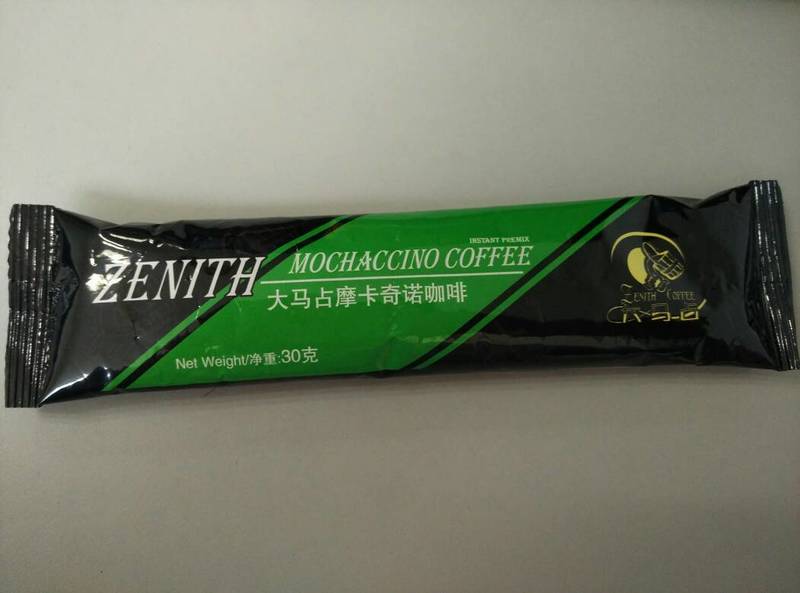 ZENITH
INSTANT PREMIX
MOCHACCINO COFFEE
大马占摩卡奇诺咖啡
Net Weight/净重:30克
ZENITH COFFEE
大马占